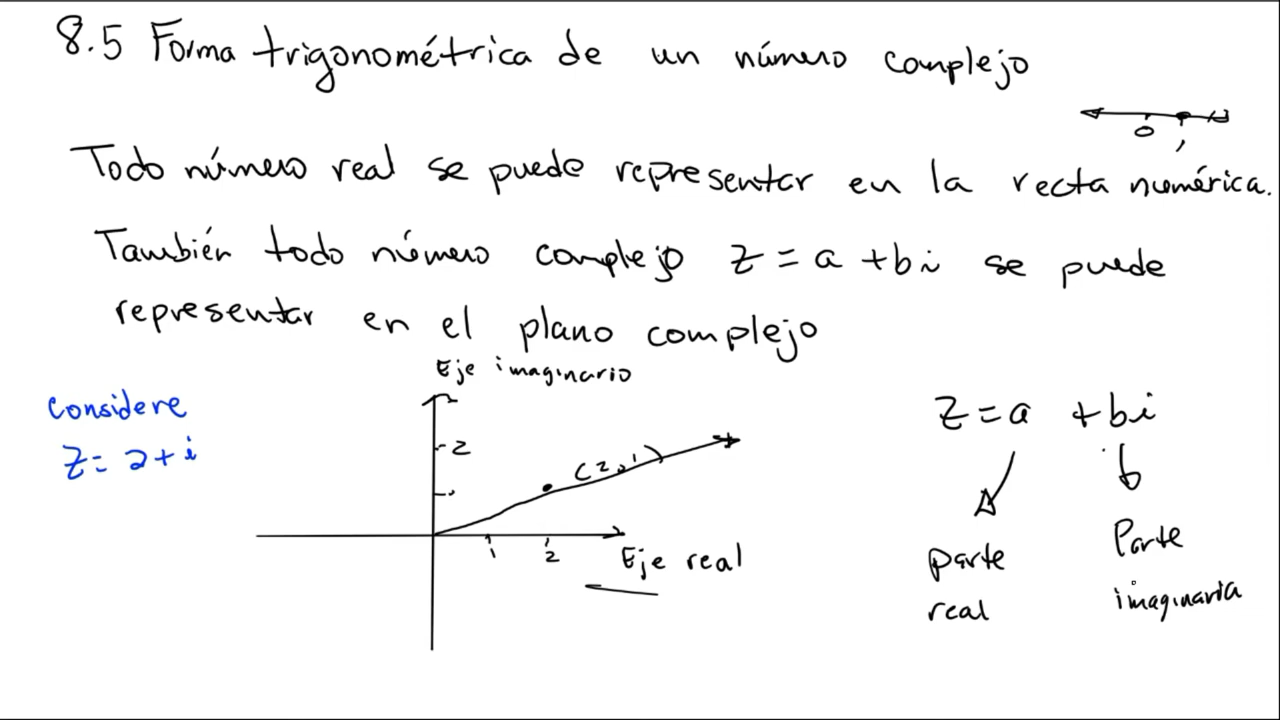 8.5 Forma trigonométrica de un número complejo
0 1
Todo número real se puede representar en la recta numérica.
También todo número complejo z = a + bi se puede
representar en el plano complejo
Eje imaginario
considere
z = 2 + i
2
(2,1)
1 2
Eje real
z = a + bi
parte
real
Parte
imaginaria